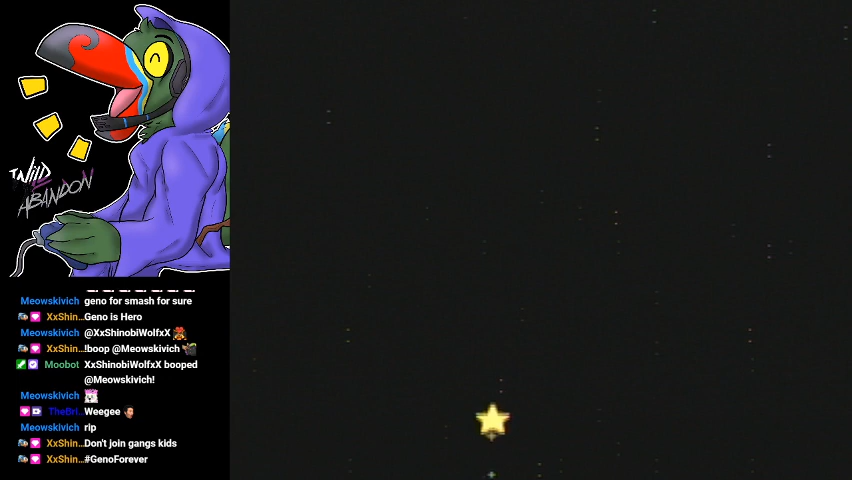 WILD
ABANDON
Meowskivich geno for smash for sure
XxShin... Geno is Hero
Meowskivich @XxShinobiWolfxX
XxShin... !boop @Meowskivich
Moobot XxShinobiWolfxX booped
@Meowskivich!
Meowskivich
TheBri... Weegee
Meowskivich rip
XxShin... Don't join gangs kids
XxShin... #GenoForever